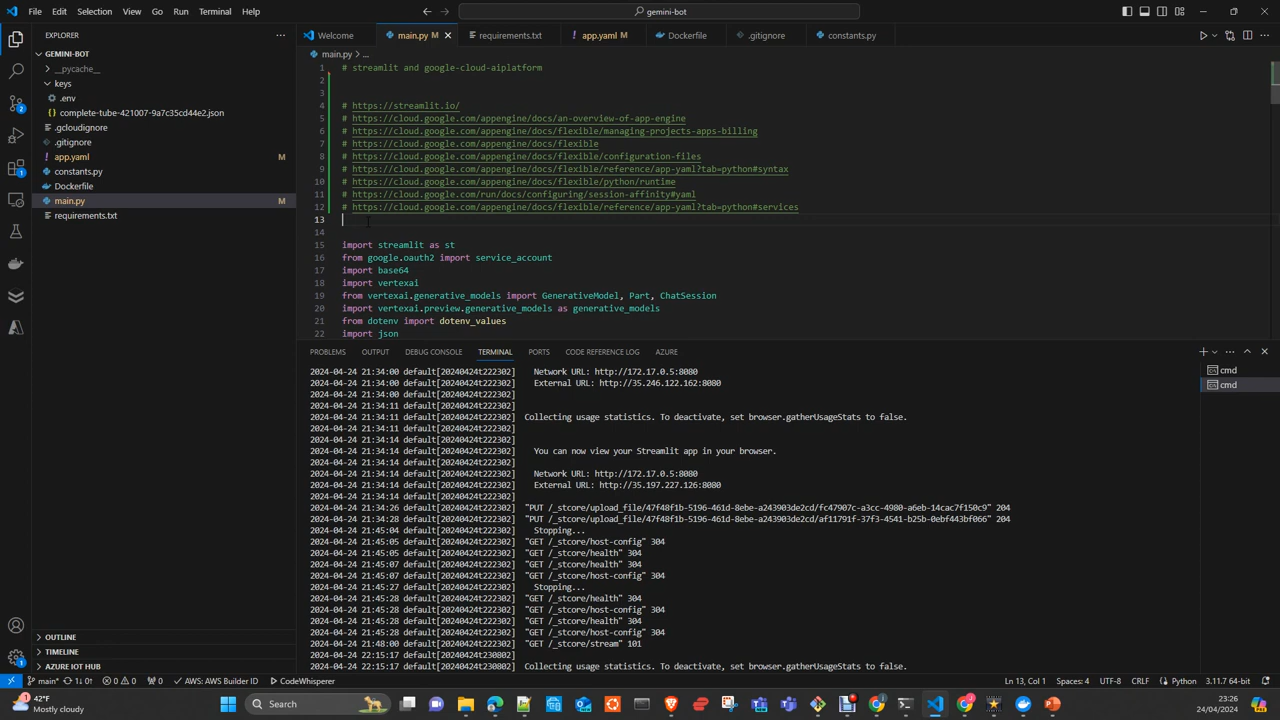 File Edit Selection View Go Run Terminal Help
gemini-bot
EXPLORER
Welcome
main.py M
requirements.txt
app.yaml M
Dockerfile
.gitignore
constants.py
GEMINI-BOT
main.py > ...
__pycache__
keys
.env
complete-tube-421007-9a7c35cd44e2.json
.gcloudignore
.gitignore
app.yaml M
constants.py
Dockerfile
main.py M
requirements.txt
1 # streamlit and google-cloud-aiplatform
2
3
4 # https://streamlit.io/
5 # https://cloud.google.com/appengine/docs/an-overview-of-app-engine
6 # https://cloud.google.com/appengine/docs/flexible/managing-projects-apps-billing
7 # https://cloud.google.com/appengine/docs/flexible
8 # https://cloud.google.com/appengine/docs/flexible/configuration-files
9 # https://cloud.google.com/appengine/docs/flexible/reference/app-yaml?tab=python#syntax
10 # https://cloud.google.com/appengine/docs/flexible/python/runtime
11 # https://cloud.google.com/run/docs/configuring/session-affinity#yaml
12 # https://cloud.google.com/appengine/docs/flexible/reference/app-yaml?tab=python#services
13
14
15 import streamlit as st
16 from google.oauth2 import service_account
17 import base64
18 import vertexai
19 from vertexai.generative_models import GenerativeModel, Part, ChatSession
20 import vertexai.preview.generative_models as generative_models
21 from dotenv import dotenv_values
22 import json
PROBLEMS OUTPUT DEBUG CONSOLE TERMINAL PORTS CODE REFERENCE LOG AZURE
cmd
cmd
2024-04-24 21:34:00 default[20240424t222302] Network URL: http://172.17.0.5:8080
2024-04-24 21:34:00 default[20240424t222302] External URL: http://35.246.122.162:8080
2024-04-24 21:34:00 default[20240424t222302]
2024-04-24 21:34:11 default[20240424t222302]
2024-04-24 21:34:11 default[20240424t222302] Collecting usage statistics. To deactivate, set browser.gatherUsageStats to false.
2024-04-24 21:34:11 default[20240424t222302]
2024-04-24 21:34:14 default[20240424t222302]
2024-04-24 21:34:14 default[20240424t222302] You can now view your Streamlit app in your browser.
2024-04-24 21:34:14 default[20240424t222302]
2024-04-24 21:34:14 default[20240424t222302] Network URL: http://172.17.0.5:8080
2024-04-24 21:34:14 default[20240424t222302] External URL: http://35.197.227.126:8080
2024-04-24 21:34:14 default[20240424t222302]
2024-04-24 21:34:26 default[20240424t222302] "PUT /_stcore/upload_file/47f48f1b-5196-461d-8ebe-a243903de2cd/fc47907c-a3cc-4980-a6eb-14cac7f150c9" 204
2024-04-24 21:34:28 default[20240424t222302] "PUT /_stcore/upload_file/47f48f1b-5196-461d-8ebe-a243903de2cd/af11791f-37f3-4541-b25b-0ebf443bf066" 204
2024-04-24 21:45:04 default[20240424t222302] Stopping...
2024-04-24 21:45:05 default[20240424t222302] "GET /_stcore/host-config" 304
2024-04-24 21:45:05 default[20240424t222302] "GET /_stcore/health" 304
2024-04-24 21:45:14 default[20240424t222302] "GET /_stcore/health" 304
2024-04-24 21:45:14 default[20240424t222302] "GET /_stcore/host-config" 304
2024-04-24 21:45:27 default[20240424t222302] Stopping...
2024-04-24 21:45:28 default[20240424t222302] "GET /_stcore/health" 304
2024-04-24 21:45:28 default[20240424t222302] "GET /_stcore/host-config" 304
2024-04-24 21:45:28 default[20240424t222302] "GET /_stcore/health" 304
2024-04-24 21:45:28 default[20240424t222302] "GET /_stcore/host-config" 304
2024-04-24 21:48:00 default[20240424t222302] "GET /_stcore/stream" 101
2024-04-24 22:15:17 default[20240424t230802] Collecting usage statistics. To deactivate, set browser.gatherUsageStats to false.
OUTLINE
TIMELINE
AZURE IOT HUB
main* 0 0 0 AWS: AWS Builder ID CodeWhisperer Ln 13, Col 1 Spaces: 4 UTF-8 CRLF Python 3.11.7 64-bit
42°F
Mostly cloudy
Search
23:26
24/04/2024